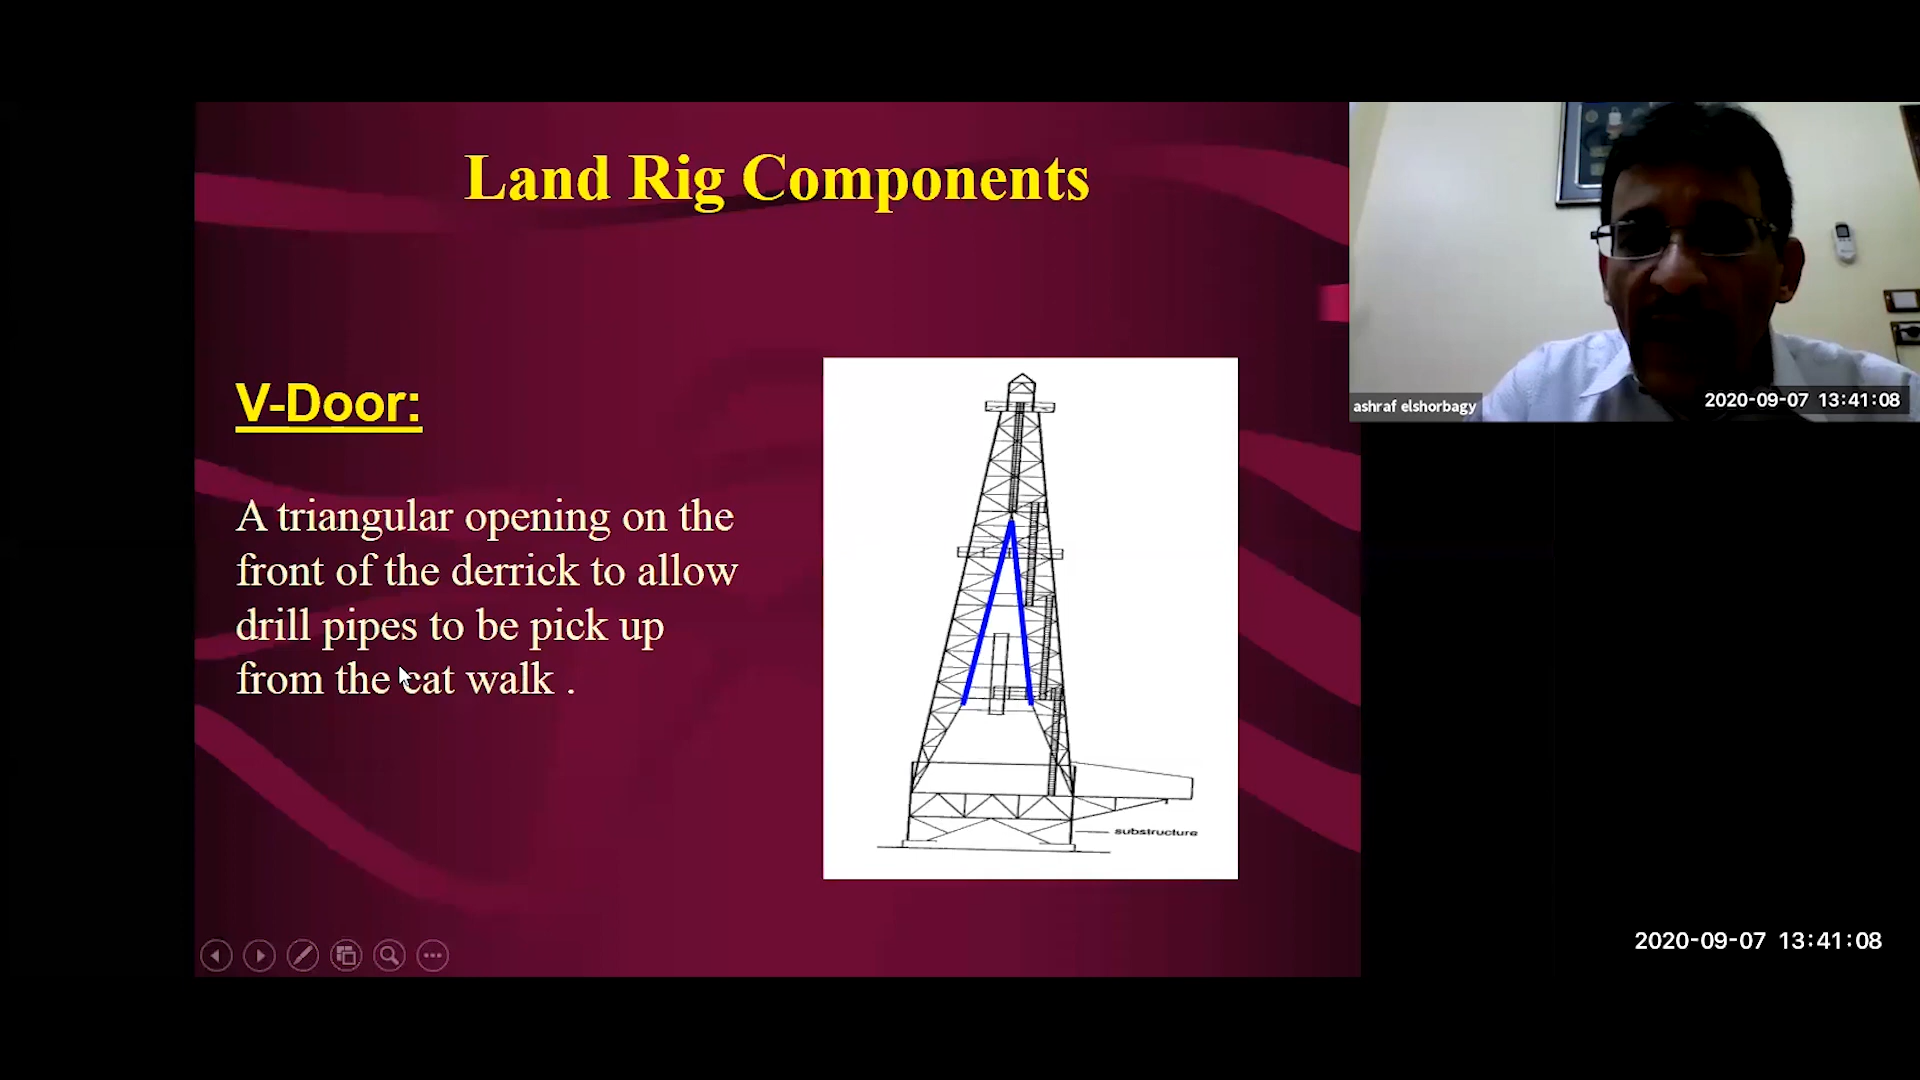 Land Rig Components
V-Door:
A triangular opening on the
front of the derrick to allow
drill pipes to be pick up
from the cat walk .
substructure
ashraf elshorbagy
2020-09-07 13:41:08
2020-09-07 13:41:08